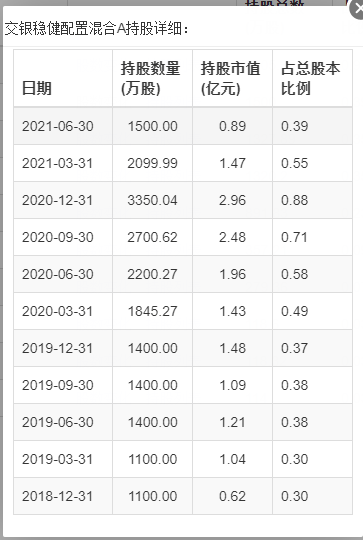 持股总数
交银稳健配置混合A持股详细：
日期 持股数量(万股) 持股市值(亿元) 占总股本比例
2021-06-30 1500.00 0.89 0.39
2021-03-31 2099.99 1.47 0.55
2020-12-31 3350.04 2.96 0.88
2020-09-30 2700.62 2.48 0.71
2020-06-30 2200.27 1.96 0.58
2020-03-31 1845.27 1.43 0.49
2019-12-31 1400.00 1.48 0.37
2019-09-30 1400.00 1.09 0.38
2019-06-30 1400.00 1.21 0.38
2019-03-31 1100.00 1.04 0.30
2018-12-31 1100.00 0.62 0.30